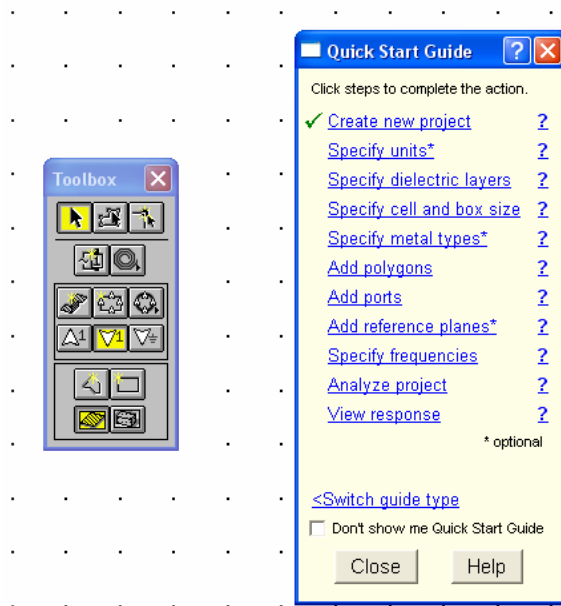 Quick Start Guide
Click steps to complete the action.
Create new project ?
Specify units* ?
Specify dielectric layers ?
Specify cell and box size ?
Specify metal types* ?
Add polygons ?
Add ports ?
Add reference planes* ?
Specify frequencies ?
Analyze project ?
View response ?
* optional
<Switch guide type
Don't show me Quick Start Guide
Close Help
Toolbox
1 1